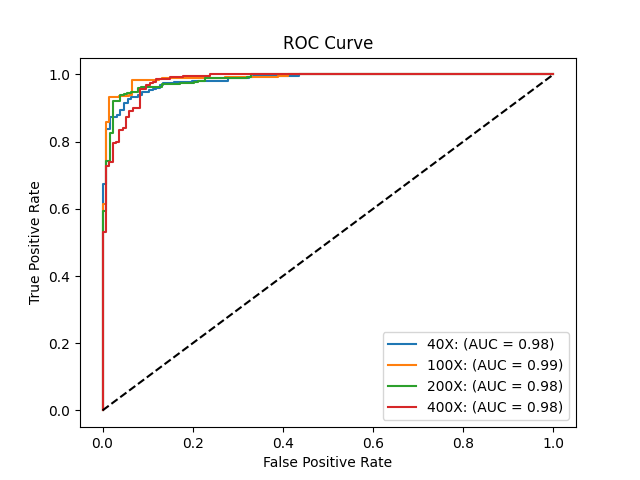 ROC Curve
1.0
0.8
0.6
0.4
0.2
0.0
True Positive Rate
40X: (AUC = 0.98)
100X: (AUC = 0.99)
200X: (AUC = 0.98)
400X: (AUC = 0.98)
0.0 0.2 0.4 0.6 0.8 1.0
False Positive Rate